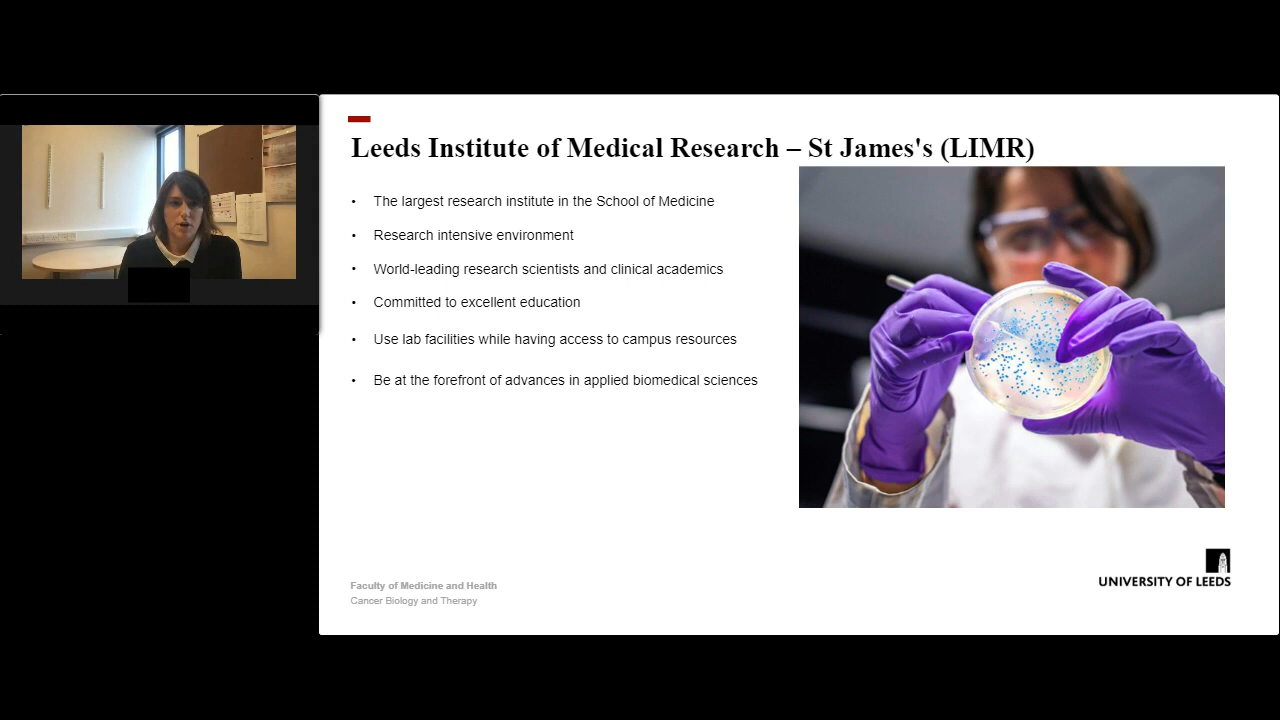 Leeds Institute of Medical Research – St James's (LIMR)
• The largest research institute in the School of Medicine
• Research intensive environment
• World-leading research scientists and clinical academics
• Committed to excellent education
• Use lab facilities while having access to campus resources
• Be at the forefront of advances in applied biomedical sciences
Faculty of Medicine and Health
Cancer Biology and Therapy
UNIVERSITY OF LEEDS